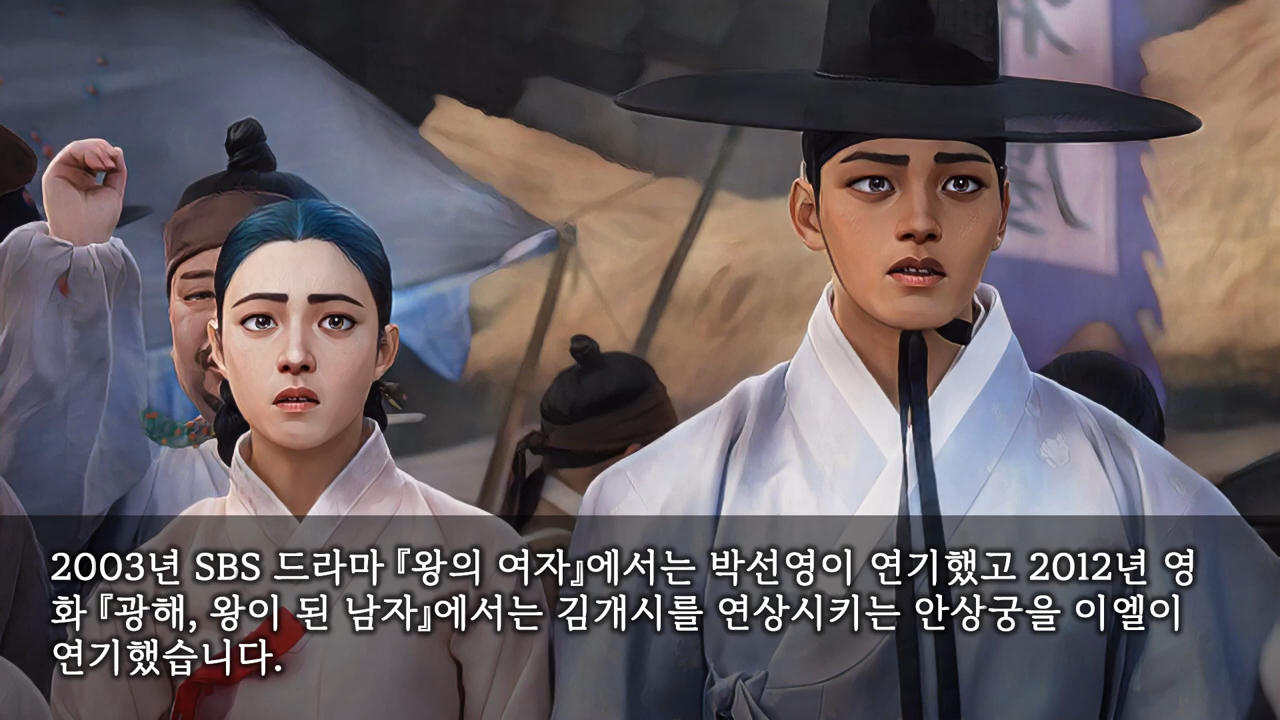 2003년 SBS 드라마 『왕의 여자』에서는 박선영이 연기했고 2012년 영
화 『광해, 왕이 된 남자』에서는 김개시를 연상시키는 안상궁을 이엘이
연기했습니다.